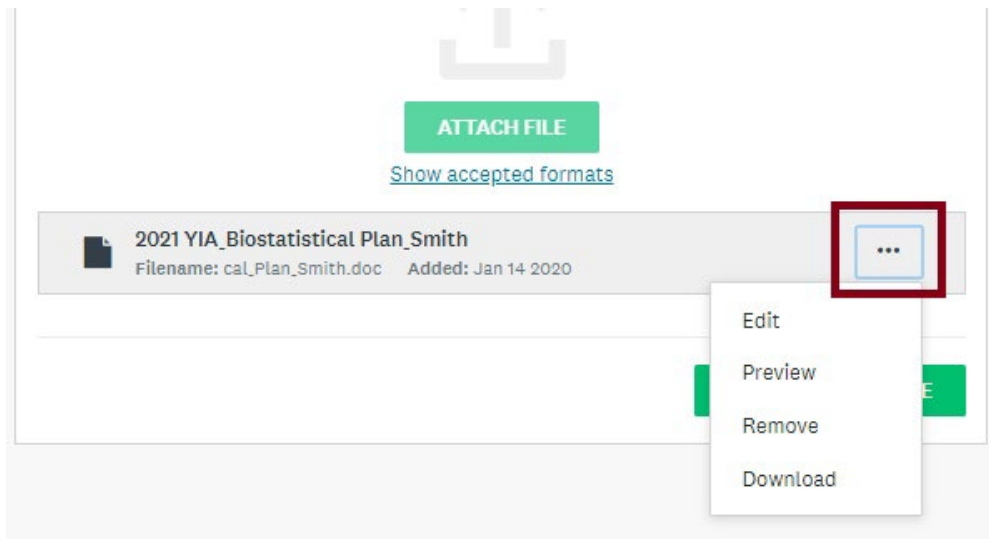 ATTACH FILE
Show accepted formats
2021 YIA_Biostatistical Plan_Smith
Filename: cal_Plan_Smith.doc Added: Jan 14 2020
•••
Edit
Preview
E
Remove
Download